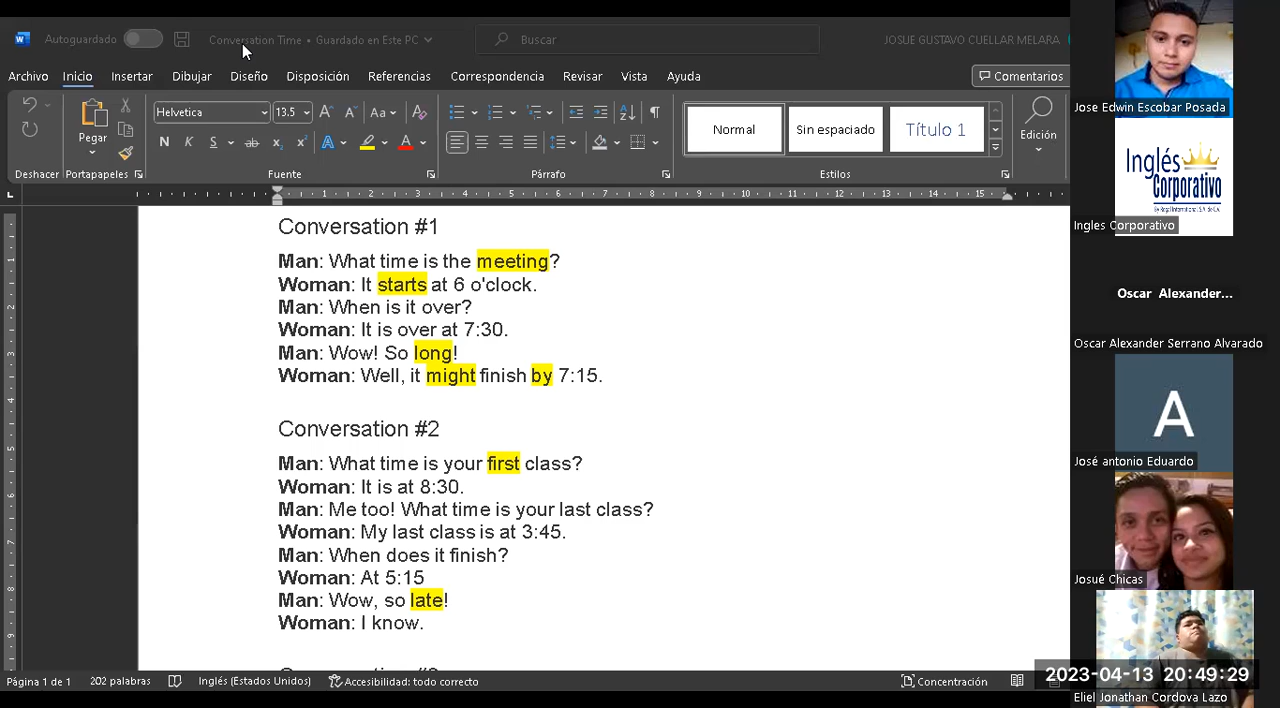 Autoguardado
Conversation Time • Guardado en Este PC
Buscar
JOSUE GUSTAVO CUELLAR MELARA
Archivo Inicio Insertar Dibujar Diseño Disposición Referencias Correspondencia Revisar Vista Ayuda Comentarios
Helvetica 13.5
Pegar
Normal Sin espaciado Título 1
Edición
Deshacer Portapapeles Fuente Párrafo Estilos
Conversation #1
Man: What time is the meeting?
Woman: It starts at 6 o'clock.
Man: When is it over?
Woman: It is over at 7:30.
Man: Wow! So long!
Woman: Well, it might finish by 7:15.
Conversation #2
Man: What time is your first class?
Woman: It is at 8:30.
Man: Me too! What time is your last class?
Woman: My last class is at 3:45.
Man: When does it finish?
Woman: At 5:15
Man: Wow, so late!
Woman: I know.
Página 1 de 1 202 palabras Inglés (Estados Unidos) Accesibilidad: todo correcto Concentración
Jose Edwin Escobar Posada
Inglés
Corporativo
Ingles Corporativo
Oscar Alexander...
Oscar Alexander Serrano Alvarado
A
José antonio Eduardo
Josué Chicas
2023-04-13 20:49:29
Eliel Jonathan Cordova Lazo